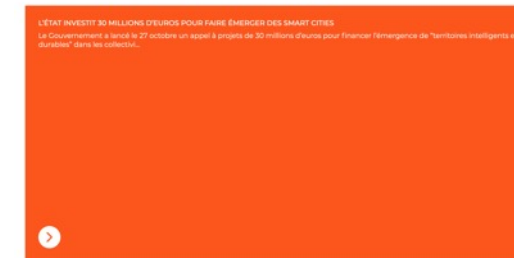 L'ÉTAT INVESTIT 30 MILLIONS D'EUROS POUR FAIRE ÉMERGER DES SMART CITIES
Le Gouvernement a lancé le 27 octobre un appel à projets de 30 millions d'euros pour financer l'émergence de "territoires intelligents e
durables" dans les collectivi...